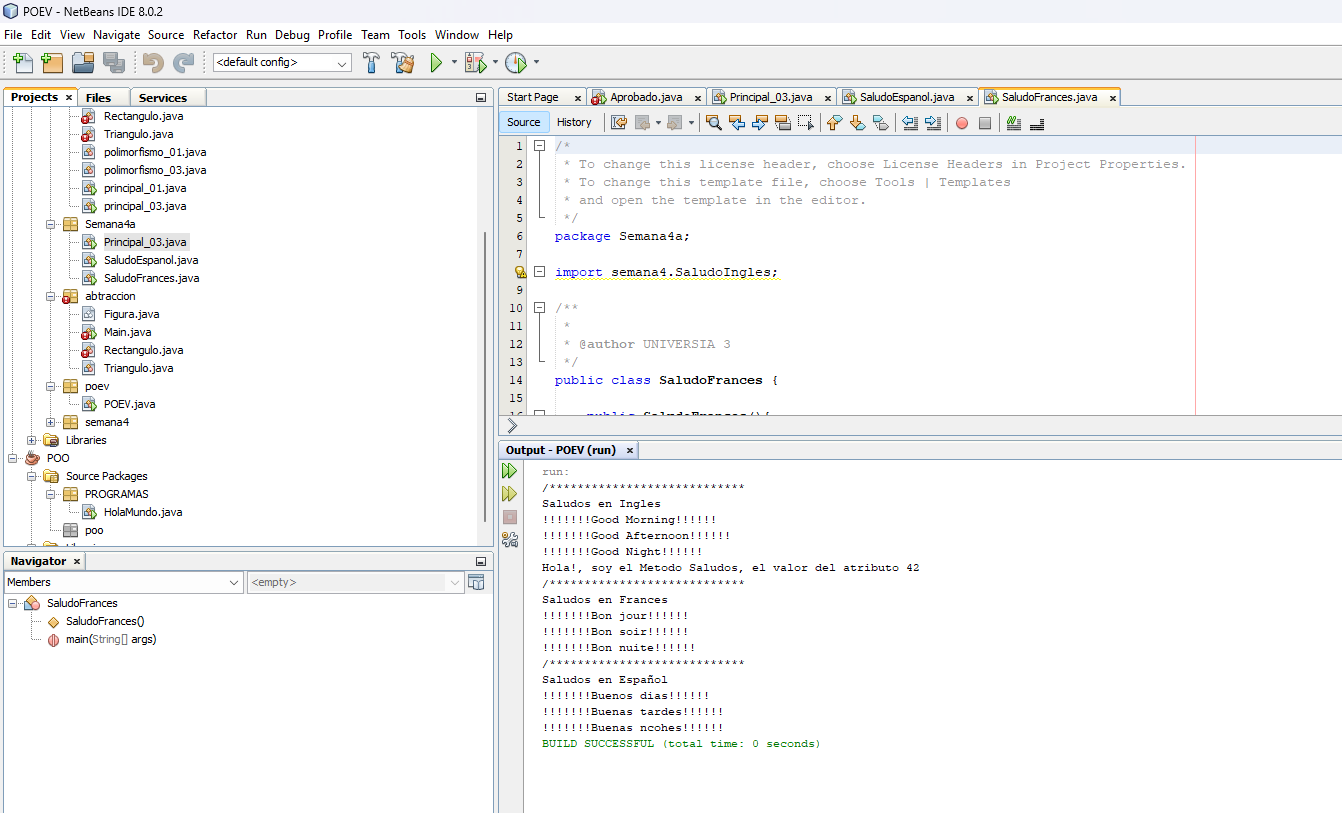 POEV - NetBeans IDE 8.0.2
File Edit View Navigate Source Refactor Run Debug Profile Team Tools Window Help
<default config>
Projects × Files Services
Rectangulo.java
Triangulo.java
polimorfismo_01.java
polimorfismo_03.java
principal_01.java
principal_03.java
Semana4a
Principal_03.java
SaludoEspanol.java
SaludoFrances.java
abtraccion
Figura.java
Main.java
Rectangulo.java
Triangulo.java
poev
POEV.java
semana4
Libraries
POO
Source Packages
PROGRAMAS
HolaMundo.java
poo
Navigator ×
Members <empty>
SaludoFrances
SaludoFrances()
main(String[] args)
Start Page × Aprobado.java × Principal_03.java × SaludoEspanol.java × SaludoFrances.java ×
Source History
1 /*
2 * To change this license header, choose License Headers in Project Properties.
3 * To change this template file, choose Tools | Templates
4 * and open the template in the editor.
5 */
6 package Semana4a;
7
import semana4.SaludoIngles;
9
10 /**
11 *
12 * @author UNIVERSIA 3
13 */
14 public class SaludoFrances {
15
16 public SaludoFrances(){
Output - POEV (run) ×
run:
/****************************
Saludos en Ingles
!!!!!!!Good Morning!!!!!!
!!!!!!!Good Afternoon!!!!!!
!!!!!!!Good Night!!!!!!
Hola!, soy el Metodo Saludos, el valor del atributo 42
/****************************
Saludos en Frances
!!!!!!!Bon jour!!!!!!
!!!!!!!Bon soir!!!!!!
!!!!!!!Bon nuite!!!!!!
/****************************
Saludos en Español
!!!!!!!Buenos dias!!!!!!
!!!!!!!Buenas tardes!!!!!!
!!!!!!!Buenas ncohes!!!!!!
BUILD SUCCESSFUL (total time: 0 seconds)